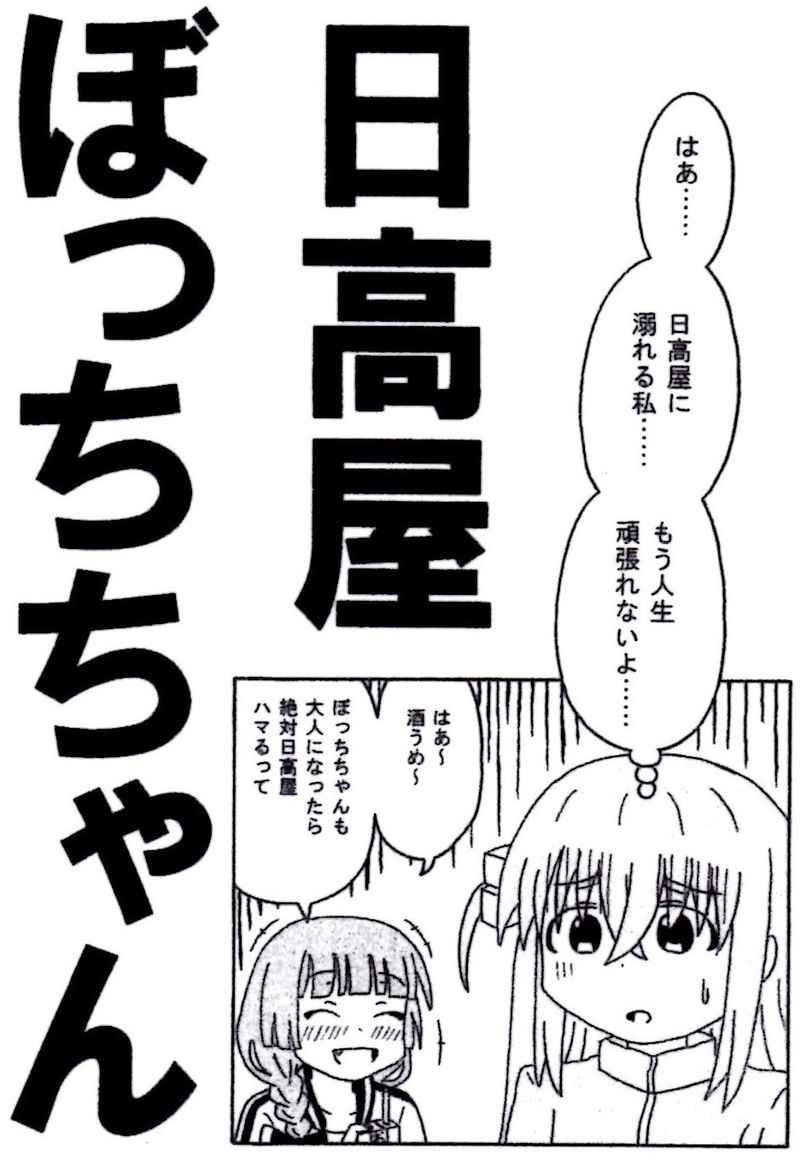 日高屋
ぼっちちゃん
はあ……
日高屋に
溺れる私……
もう人生
頑張れないよ……
はあ～
酒うめ～
ぼっちちゃんも
大人になったら
絶対日高屋
ハマるって